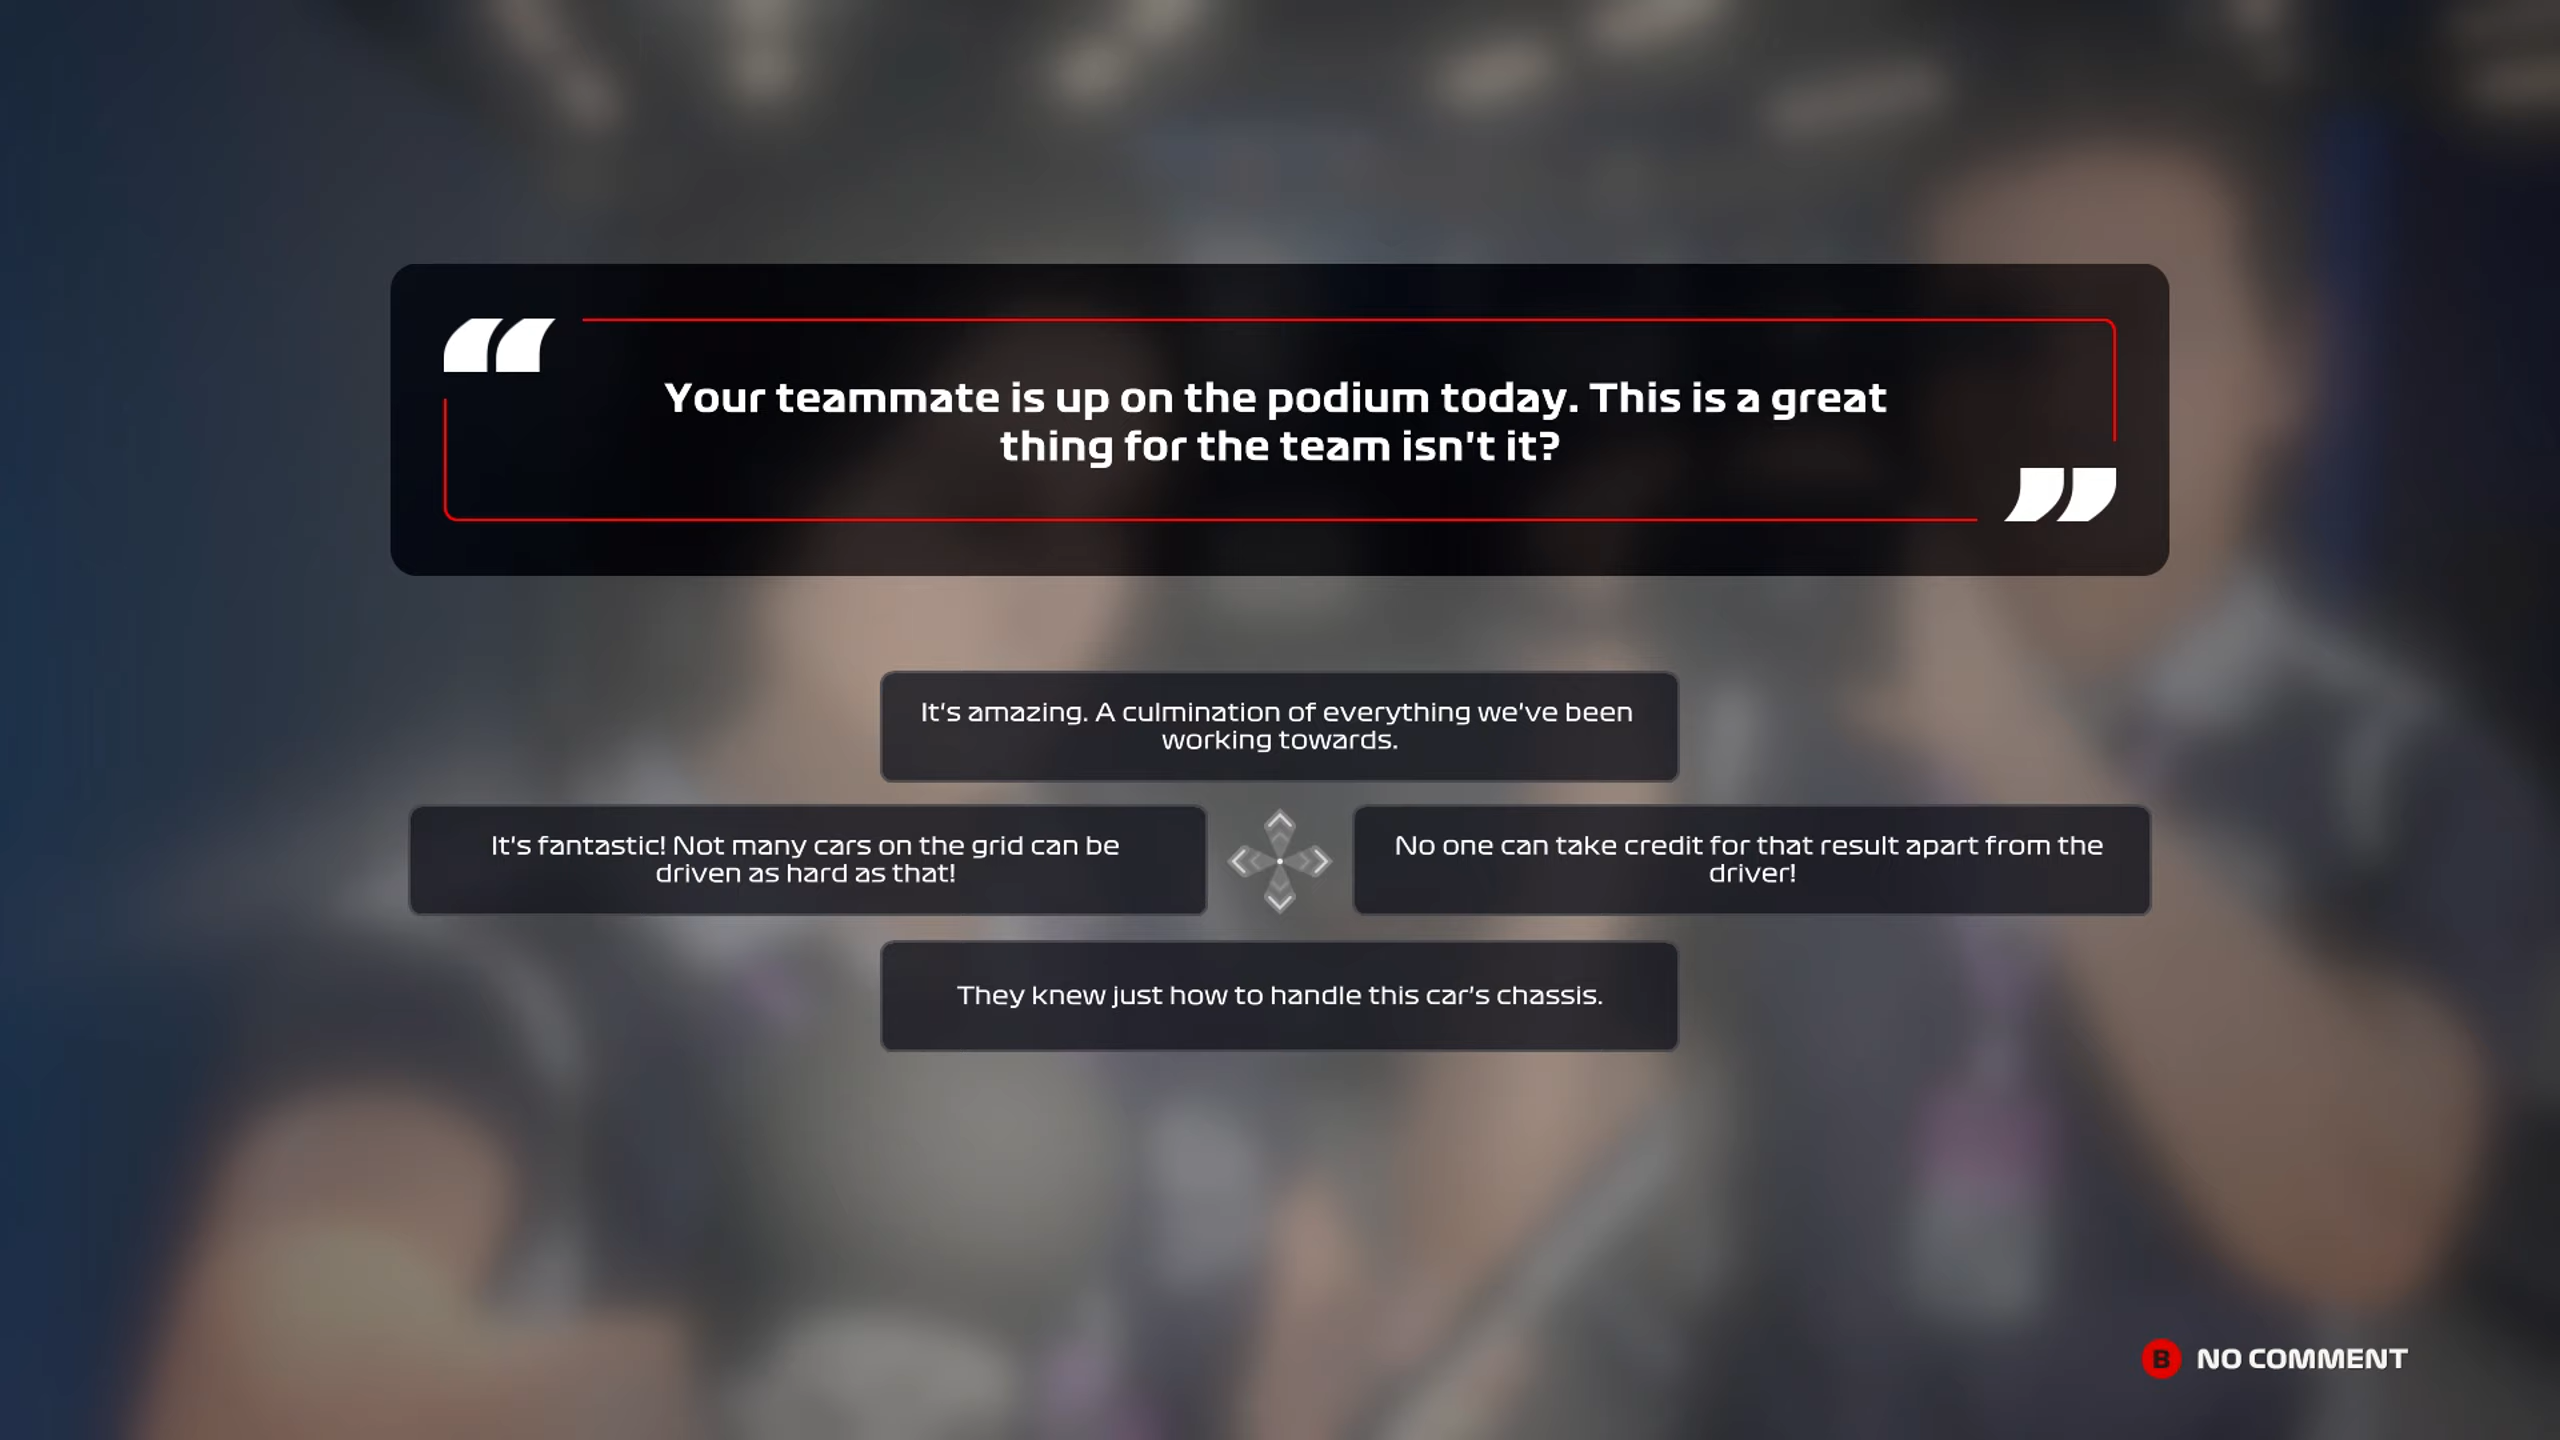 Your teammate is up on the podium today. This is a great
thing for the team isn't it?
It's amazing. A culmination of everything we've been
working towards.
It's fantastic! Not many cars on the grid can be
driven as hard as that!
No one can take credit for that result apart from the
driver!
They knew just how to handle this car's chassis.
B NO COMMENT